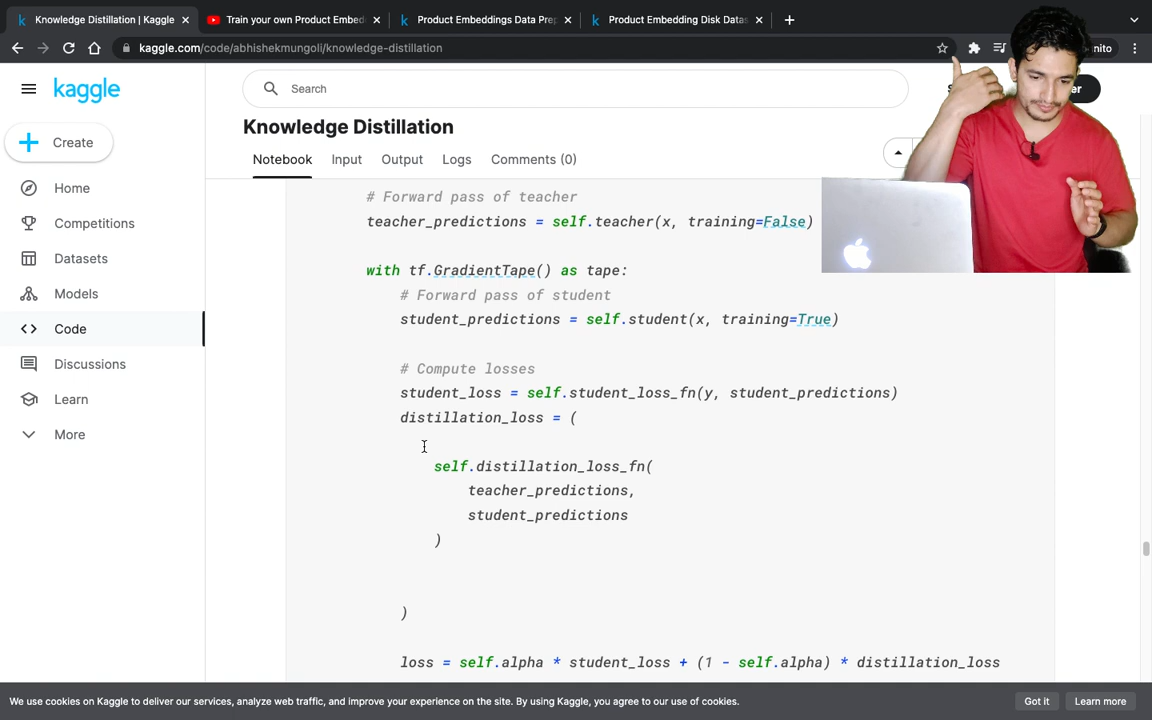 Knowledge Distillation | Kaggle
Train your own Product Embed
Product Embeddings Data Prep
Product Embedding Disk Datas
kaggle.com/code/abhishekmungoli/knowledge-distillation
kaggle
Search
Create
Knowledge Distillation
Notebook
Input
Output
Logs
Comments (0)
Home
Competitions
Datasets
Models
Code
Discussions
Learn
More
# Forward pass of teacher
teacher_predictions = self.teacher(x, training=False)
with tf.GradientTape() as tape:
# Forward pass of student
student_predictions = self.student(x, training=True)
# Compute losses
student_loss = self.student_loss_fn(y, student_predictions)
distillation_loss = (
self.distillation_loss_fn(
teacher_predictions,
student_predictions
)
)
loss = self.alpha * student_loss + (1 - self.alpha) * distillation_loss
We use cookies on Kaggle to deliver our services, analyze web traffic, and improve your experience on the site. By using Kaggle, you agree to our use of cookies.
Got it
Learn more